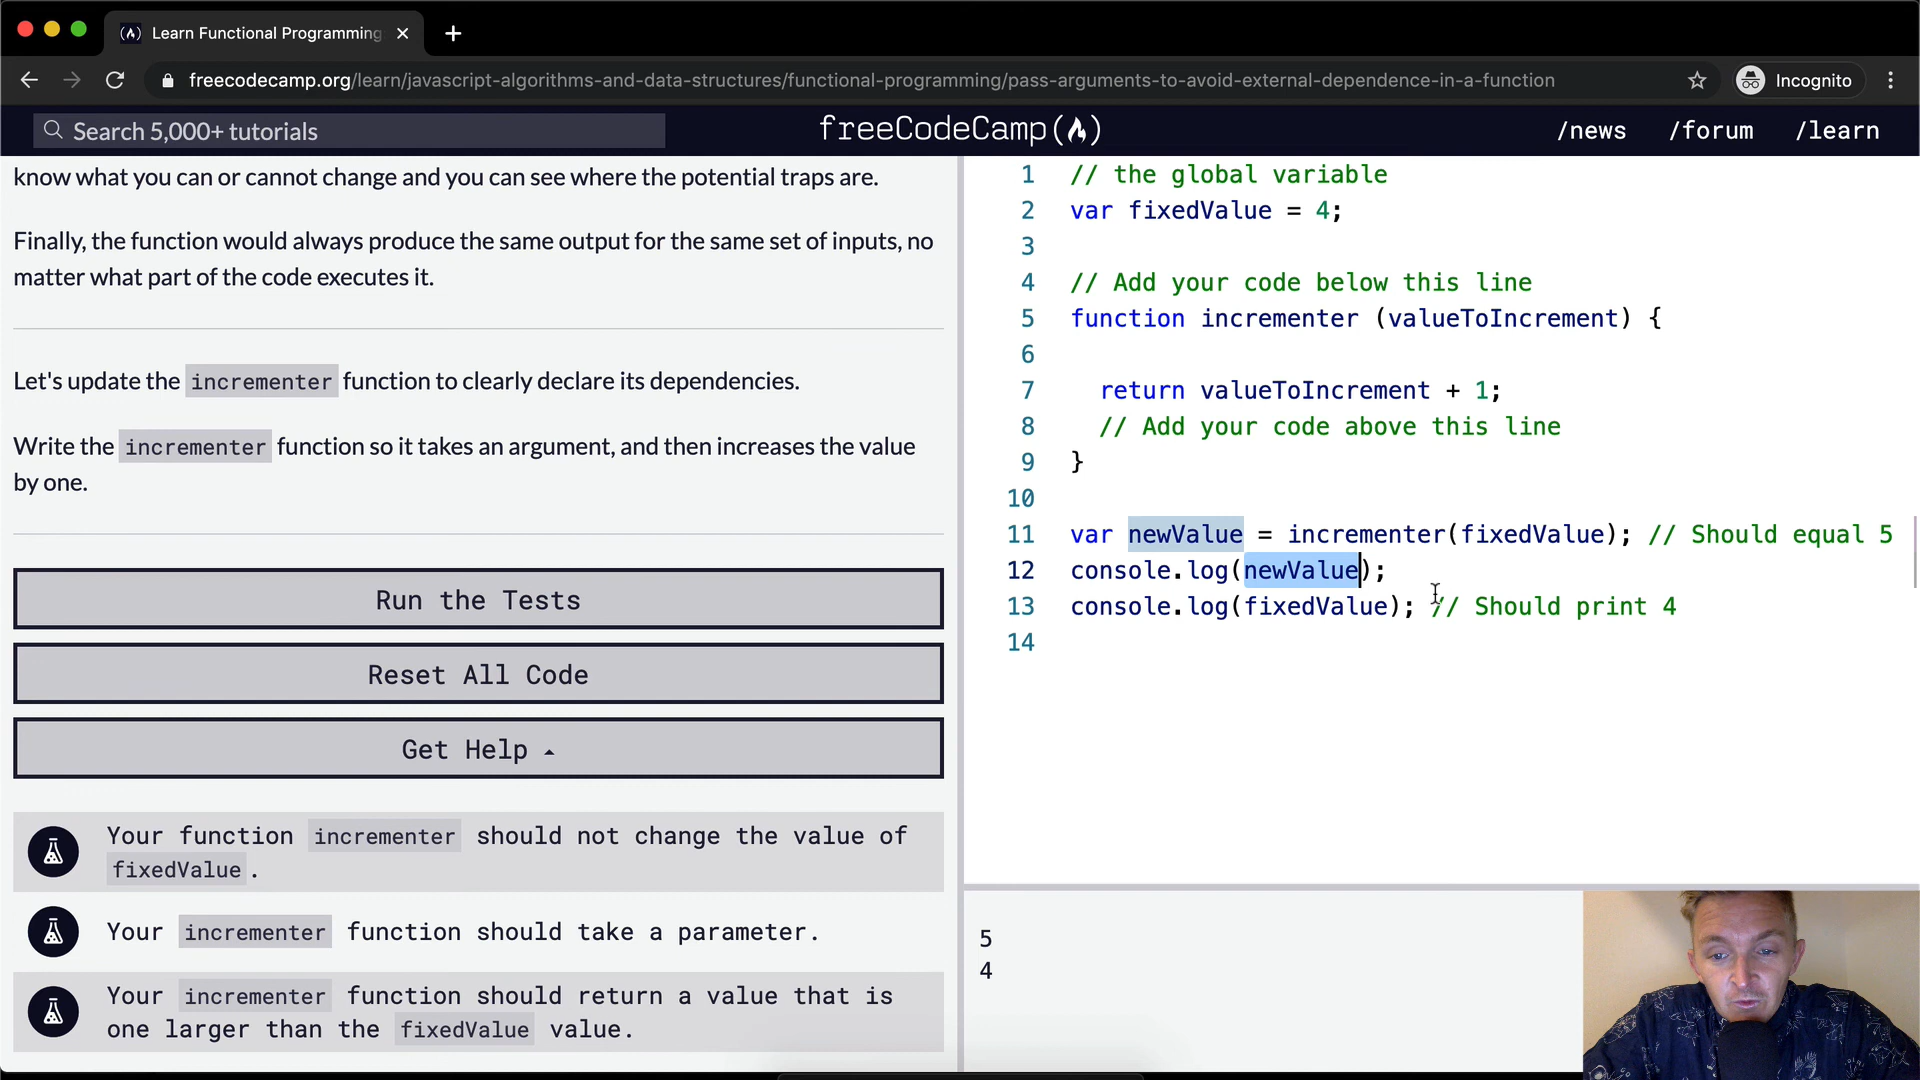 Learn Functional Programming
freecodecamp.org/learn/javascript-algorithms-and-data-structures/functional-programming/pass-arguments-to-avoid-external-dependence-in-a-function
Incognito
Search 5,000+ tutorials
freeCodeCamp
/news
/forum
/learn
know what you can or cannot change and you can see where the potential traps are.
Finally, the function would always produce the same output for the same set of inputs, no
matter what part of the code executes it.
Let's update the incrementer function to clearly declare its dependencies.
Write the incrementer function so it takes an argument, and then increases the value
by one.
Run the Tests
Reset All Code
Get Help
Your function incrementer should not change the value of
fixedValue .
Your incrementer function should take a parameter.
Your incrementer function should return a value that is
one larger than the fixedValue value.
1 // the global variable
2 var fixedValue = 4;
3
4 // Add your code below this line
5 function incrementer (valueToIncrement) {
6
7 return valueToIncrement + 1;
8 // Add your code above this line
9 }
10
11 var newValue = incrementer(fixedValue); // Should equal 5
12 console.log(newValue);
13 console.log(fixedValue); // Should print 4
14
5
4